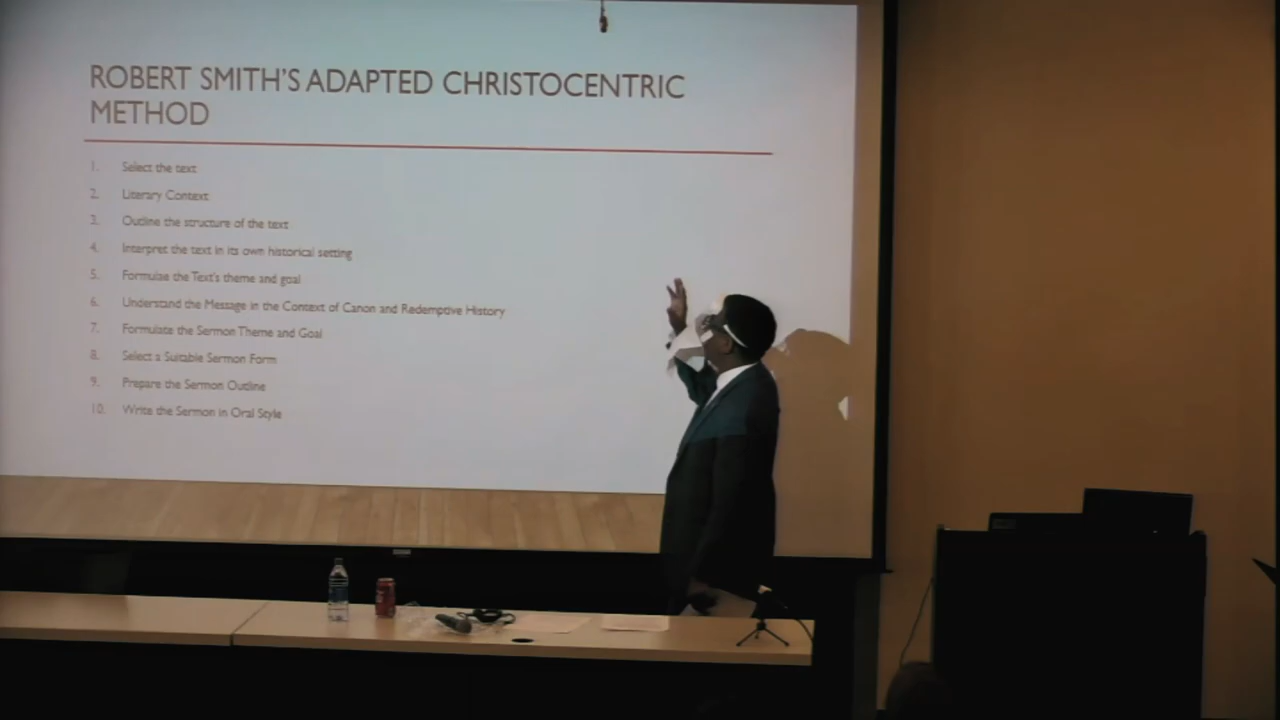 ROBERT SMITH'S ADAPTED CHRISTOCENTRIC
METHOD
1. Select the text
2. Literary Context
3. Outline the structure of the text
4. Interpret the text in its own historical setting
5. Formulae the Text's theme and goal
6. Understand the Message in the Context of Canon and Redemptive History
7. Formulate the Sermon Theme and Goal
8. Select a Suitable Sermon Form
9. Prepare the Sermon Outline
10. Write the Sermon in Oral Style